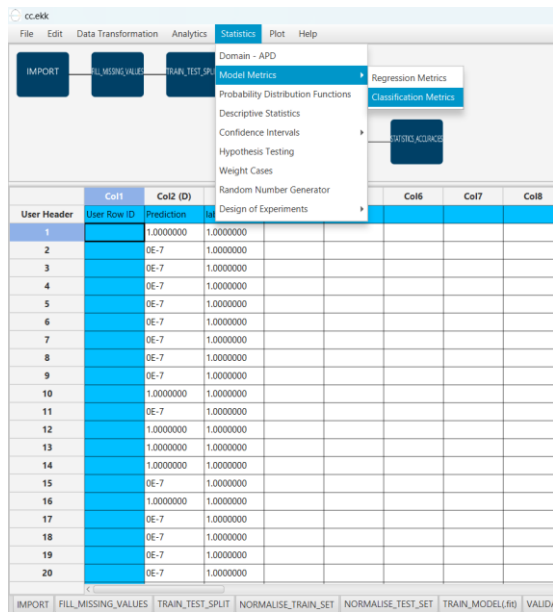 cc.ekk
File Edit Data Transformation Analytics Statistics Plot Help
Domain - APD
IMPORT FILL_MISSING_VALUES TRAIN_TEST_SPLI Model Metrics Regression Metrics
Probability Distribution Functions Classification Metrics
Descriptive Statistics
Confidence Intervals STATISTICS_ACCURACIES
Hypothesis Testing
Weight Cases
Random Number Generator
Col1 Col2 (D) Col6 Col7 Col8
Design of Experiments
User Header User Row ID Prediction
1 1.0000000 1.0000000
2 0E-7 1.0000000
3 0E-7 1.0000000
4 0E-7 1.0000000
5 0E-7 1.0000000
6 0E-7 1.0000000
7 0E-7 1.0000000
8 0E-7 1.0000000
9 0E-7 1.0000000
10 1.0000000 1.0000000
11 0E-7 1.0000000
12 1.0000000 1.0000000
13 1.0000000 1.0000000
14 1.0000000 1.0000000
15 0E-7 1.0000000
16 1.0000000 1.0000000
17 0E-7 1.0000000
18 0E-7 1.0000000
19 0E-7 1.0000000
20 0E-7 1.0000000
IMPORT FILL_MISSING_VALUES TRAIN_TEST_SPLIT NORMALISE_TRAIN_SET NORMALISE_TEST_SET TRAIN_MODEL(.fit) VALID